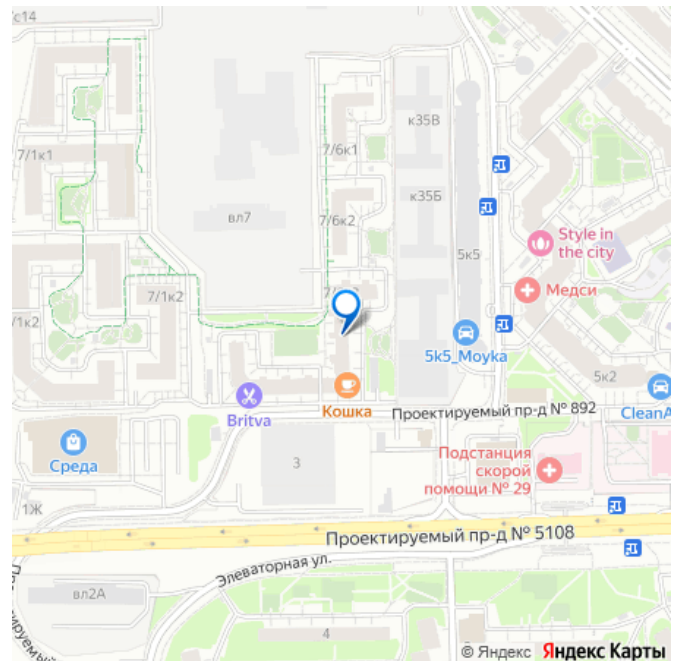 с14
к35В
7/1к1
7/6к1
к35Б
вл7
7/6к2
5к5
Style in
the city
Медси
7/1к2
/1к2
5k5_Moyka
5к2
Кошка
Britva
Проектируемый пр-д № 892
CleanA
Среда
3
Подстанция
скорой
помощи № 29
1Ж
Проектируемый пр-д № 5108
Элеваторная ул.
вл2А
4
© Яндекс Яндекс Карты